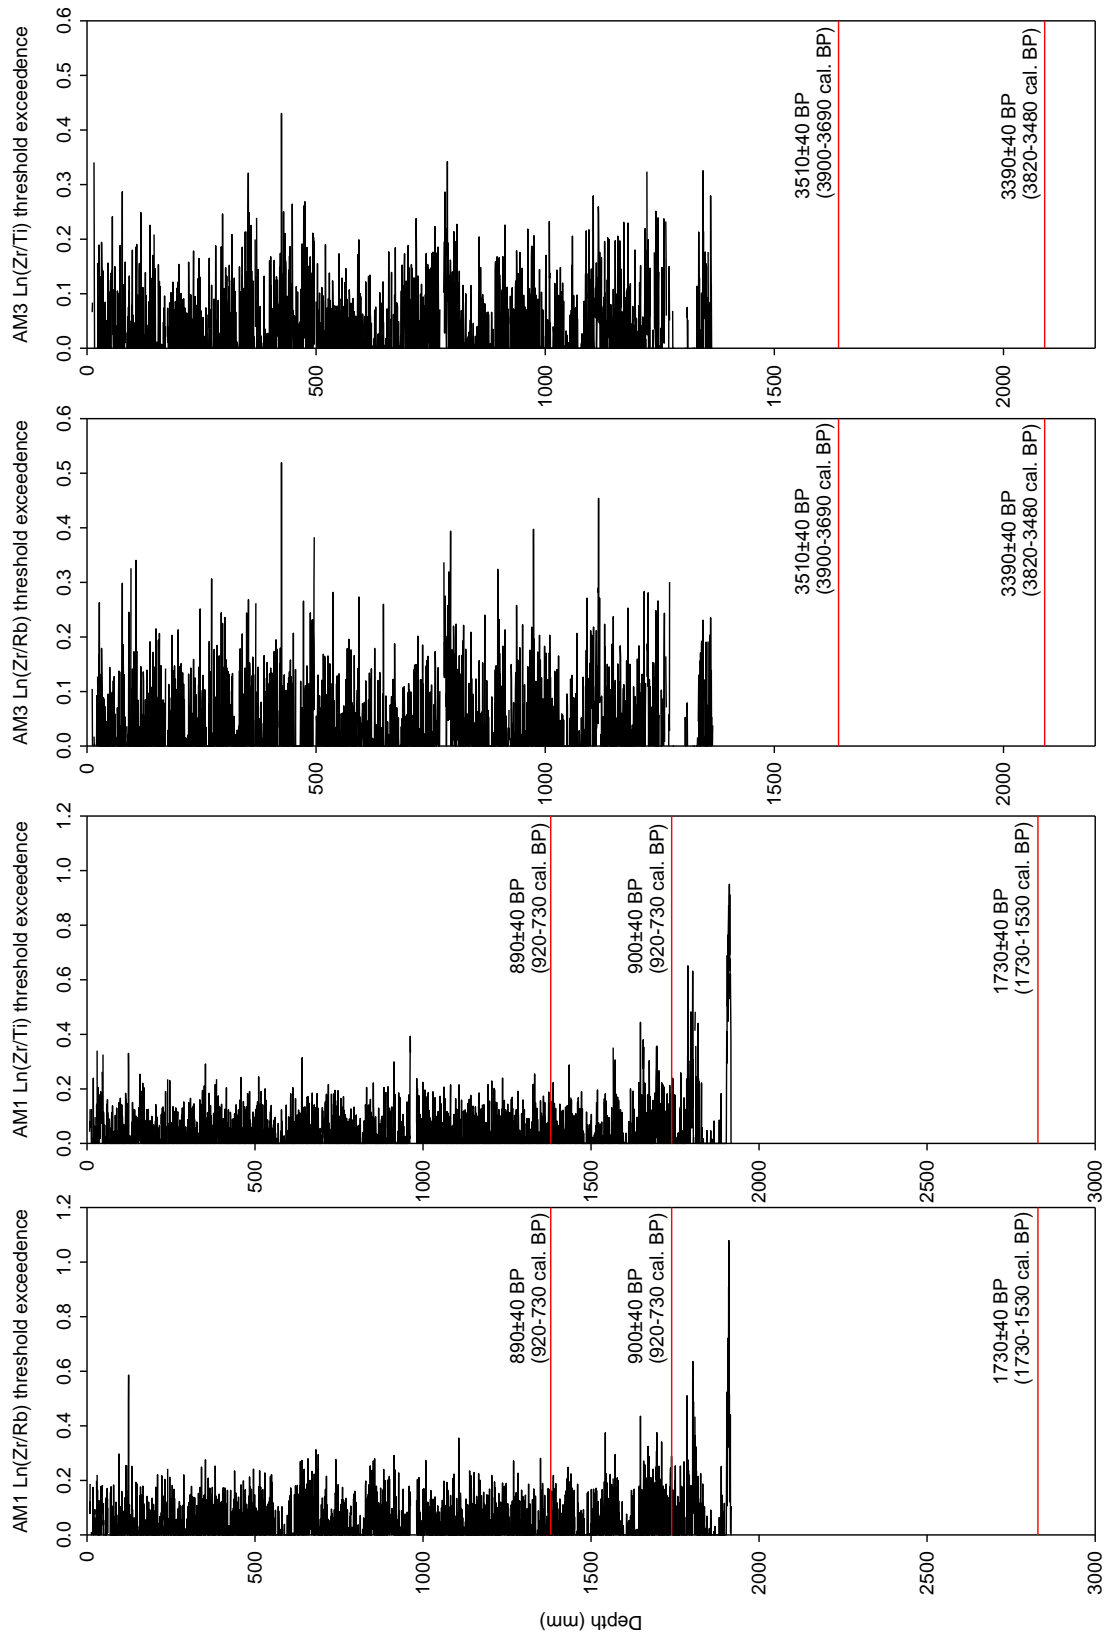 AM1 Ln(Zr/Rb) threshold exceedence
0.0 0.2 0.4 0.6 0.8 1.0 1.2
Depth (mm)
0
500
1000
1500
2000
2500
3000
890±40 BP
(920-730 cal. BP)
900±40 BP
(920-730 cal. BP)
1730±40 BP
(1730-1530 cal. BP)
AM1 Ln(Zr/Ti) threshold exceedence
0.0 0.2 0.4 0.6 0.8 1.0 1.2
0
500
1000
1500
2000
2500
3000
890±40 BP
(920-730 cal. BP)
900±40 BP
(920-730 cal. BP)
1730±40 BP
(1730-1530 cal. BP)
AM3 Ln(Zr/Rb) threshold exceedence
0.0 0.1 0.2 0.3 0.4 0.5 0.6
0
500
1000
1500
2000
3510±40 BP
(3900-3690 cal. BP)
3390±40 BP
(3820-3480 cal. BP)
AM3 Ln(Zr/Ti) threshold exceedence
0.0 0.1 0.2 0.3 0.4 0.5 0.6
0
500
1000
1500
2000
3510±40 BP
(3900-3690 cal. BP)
3390±40 BP
(3820-3480 cal. BP)